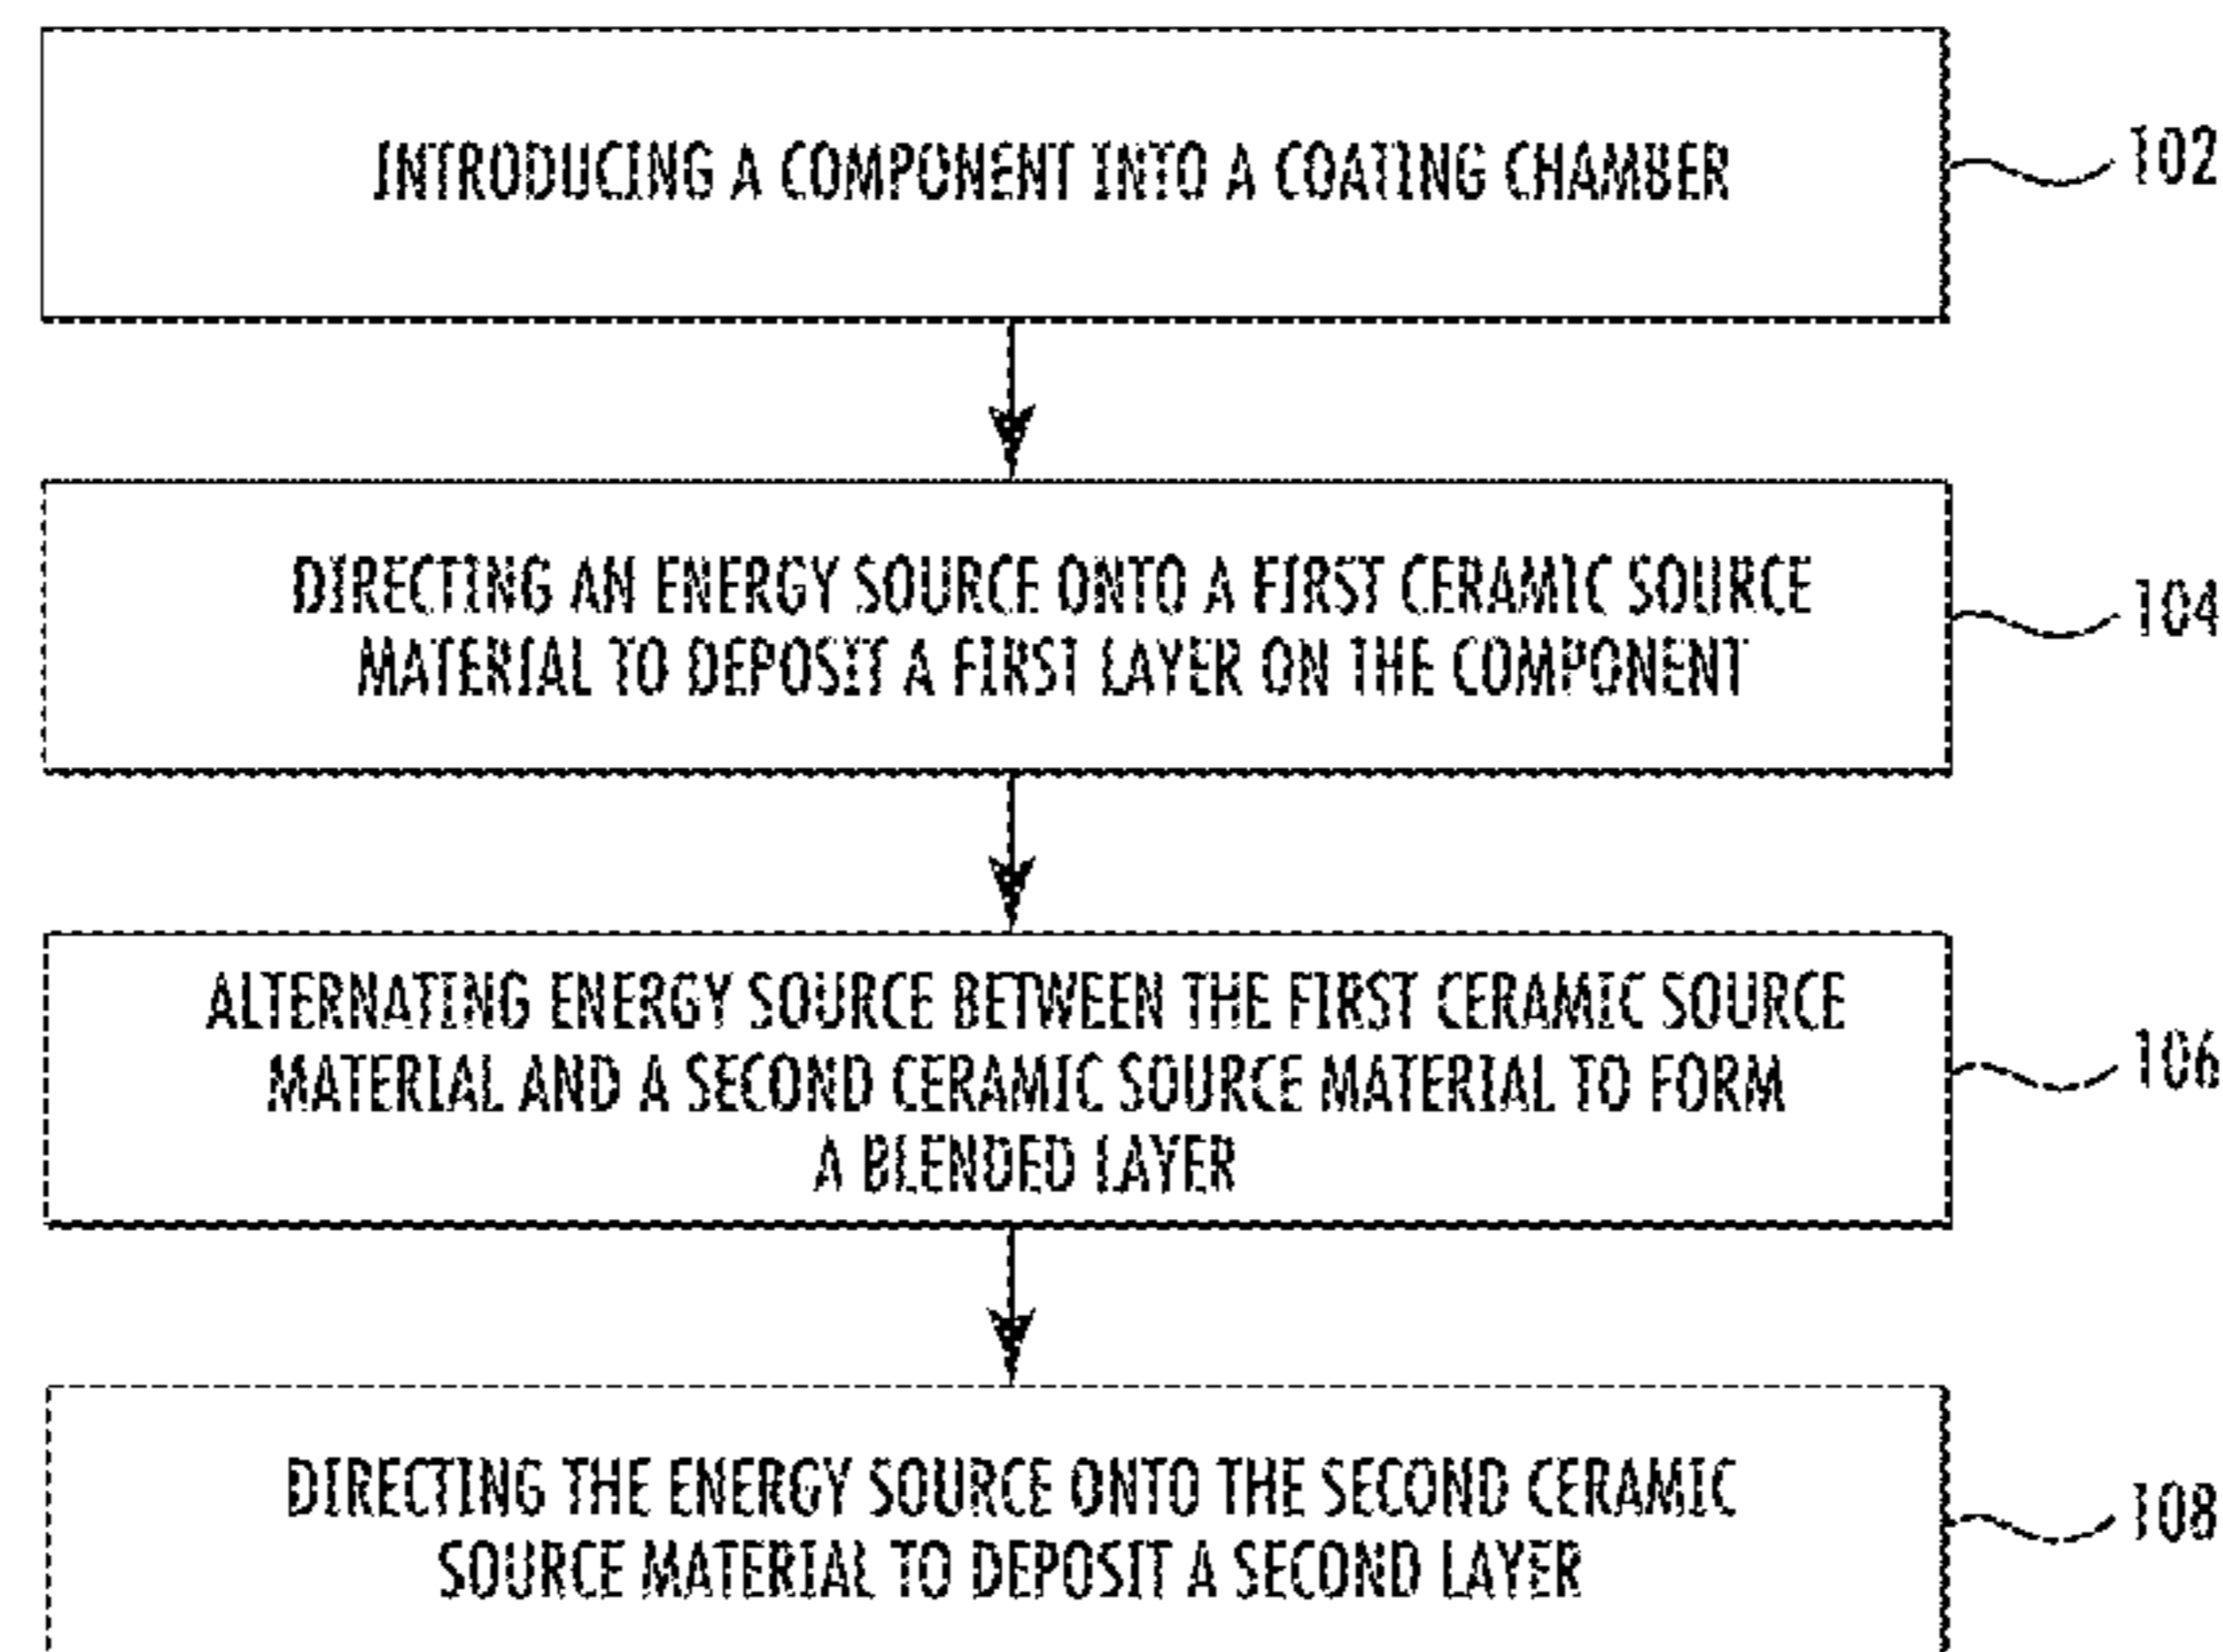 INTRODUCING A COMPONENT INTO A COATING CHAMBER
102
DIRECTING AN ENERGY SOURCE ONTO A FIRST CERAMIC SOURCE
MATERIAL TO DEPOSIT A FIRST LAYER ON THE COMPONENT
104
ALTERNATING ENERGY SOURCE BETWEEN THE FIRST CERAMIC SOURCE
MATERIAL AND A SECOND CERAMIC SOURCE MATERIAL TO FORM
A BLENDED LAYER
106
DIRECTING THE ENERGY SOURCE ONTO THE SECOND CERAMIC
SOURCE MATERIAL TO DEPOSIT A SECOND LAYER
108